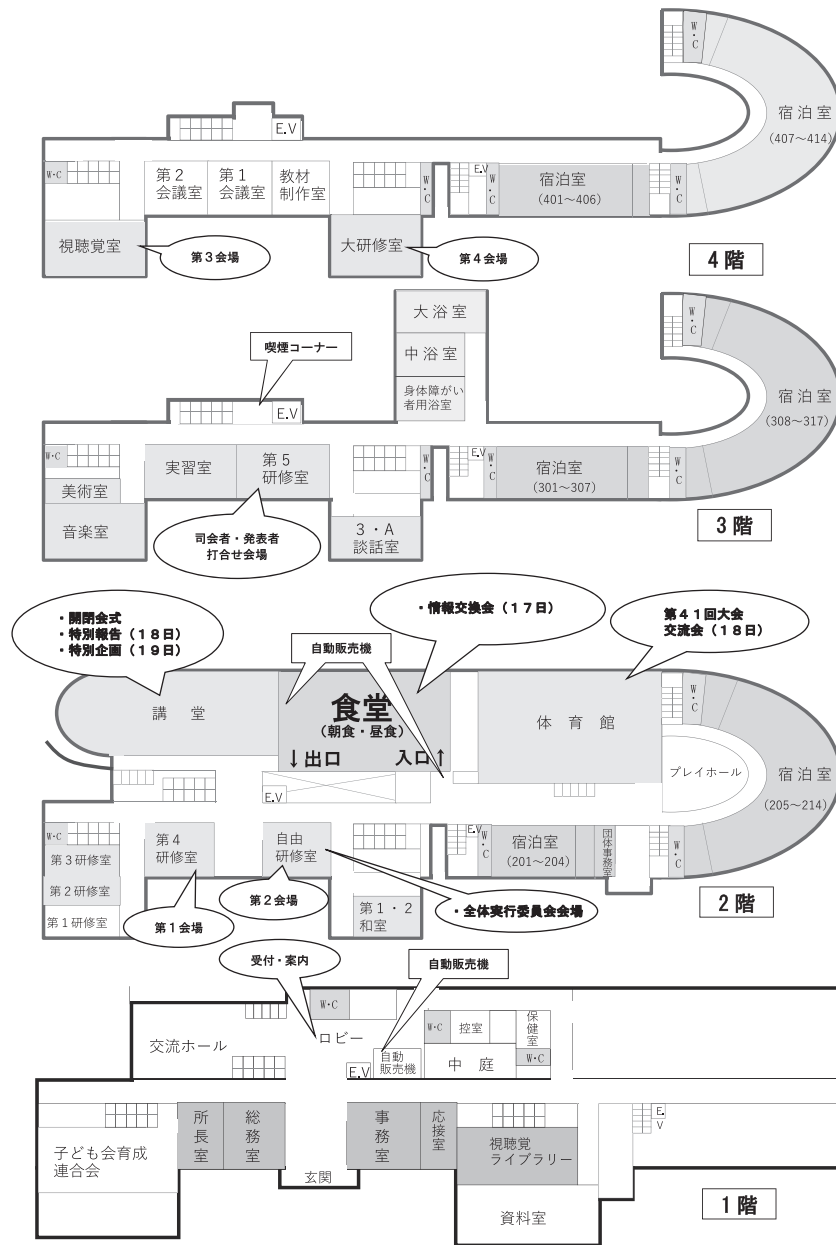 W・C
宿泊室
(407～414)
E.V
W・C
第２
会議室
第１
会議室
教材
制作室
W・C
E.V
W・C
宿泊室
(401～406)
W・C
視聴覚室
第３会場
大研修室
第４会場
４階
大浴室
中浴室
身体障がい
者用浴室
喫煙コーナー
E.V
W・C
宿泊室
(308～317)
W・C
実習室
第５
研修室
W・C
E.V
W・C
宿泊室
(301～307)
W・C
美術室
音楽室
司会者・発表者
打合せ会場
３・A
談話室
３階
・開閉会式
・特別報告（１８日）
・特別企画（１９日）
・情報交換会（１７日）
第４１回大会
交流会（１８日）
自動販売機
講堂
食堂
(朝食・昼食)
↓出口
入口↑
体育館
W・C
プレイホール
宿泊室
(205～214)
E.V
W・C
第３研修室
第２研修室
第１研修室
第４
研修室
自由
研修室
E.V
W・C
宿泊室
(201～204)
団体事務室
W・C
第１会場
第２会場
第１・２
和室
・全体実行委員会会場
２階
受付・案内
自動販売機
W・C
ロビー
交流ホール
E.V
自動
販売機
W・C
控室
保健室
中庭
W・C
子ども会育成
連合会
所長室
総務室
玄関
事務室
応接室
視聴覚
ライブラリー
資料室
E.
V
１階